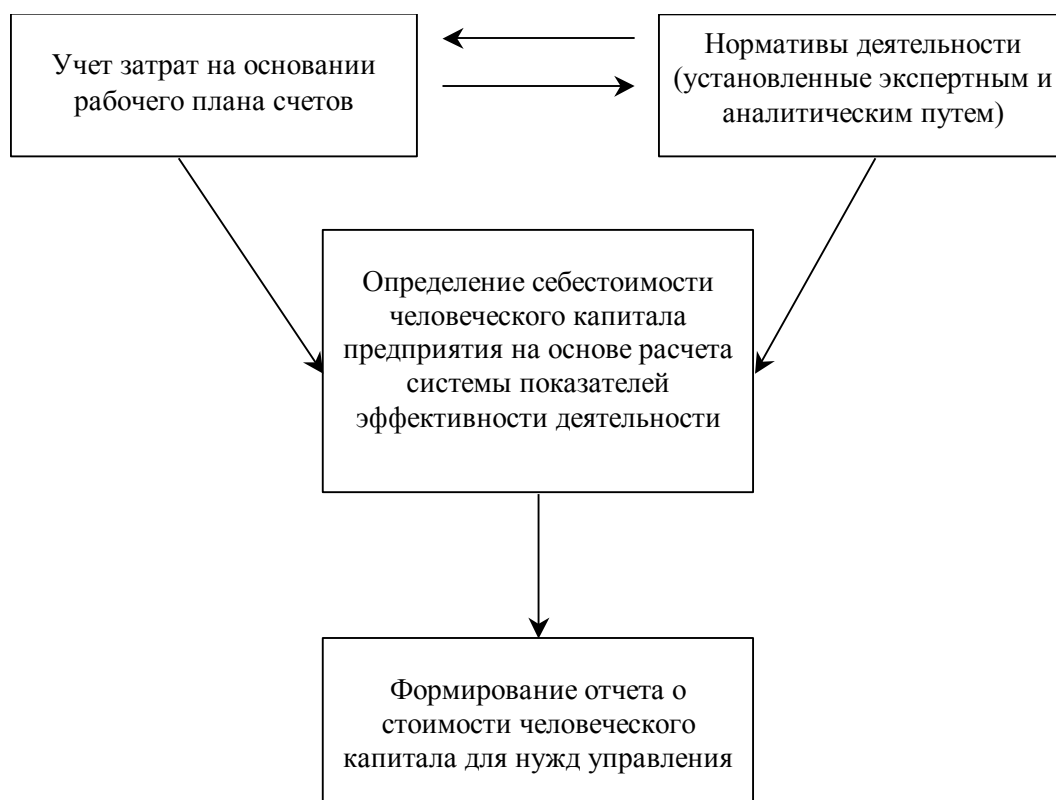 Учет затрат на основании
рабочего плана счетов
Нормативы деятельности
(установленные экспертным и
аналитическим путем)
Определение себестоимости
человеческого капитала
предприятия на основе расчета
системы показателей
эффективности деятельности
Формирование отчета о
стоимости человеческого
капитала для нужд управления